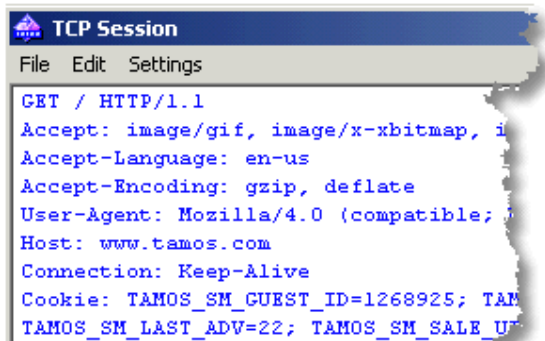 TCP Session
File Edit Settings
GET / HTTP/1.1
Accept: image/gif, image/x-xbitmap,
Accept-Language: en-us
Accept-Encoding: gzip, deflate
User-Agent: Mozilla/4.0 (compatible;
Host: www.tamos.com
Connection: Keep-Alive
Cookie: TAMOS_SM_GUEST_ID=1268925; TAM
TAMOS_SM_LAST_ADV=22; TAMOS_SM_SALE_